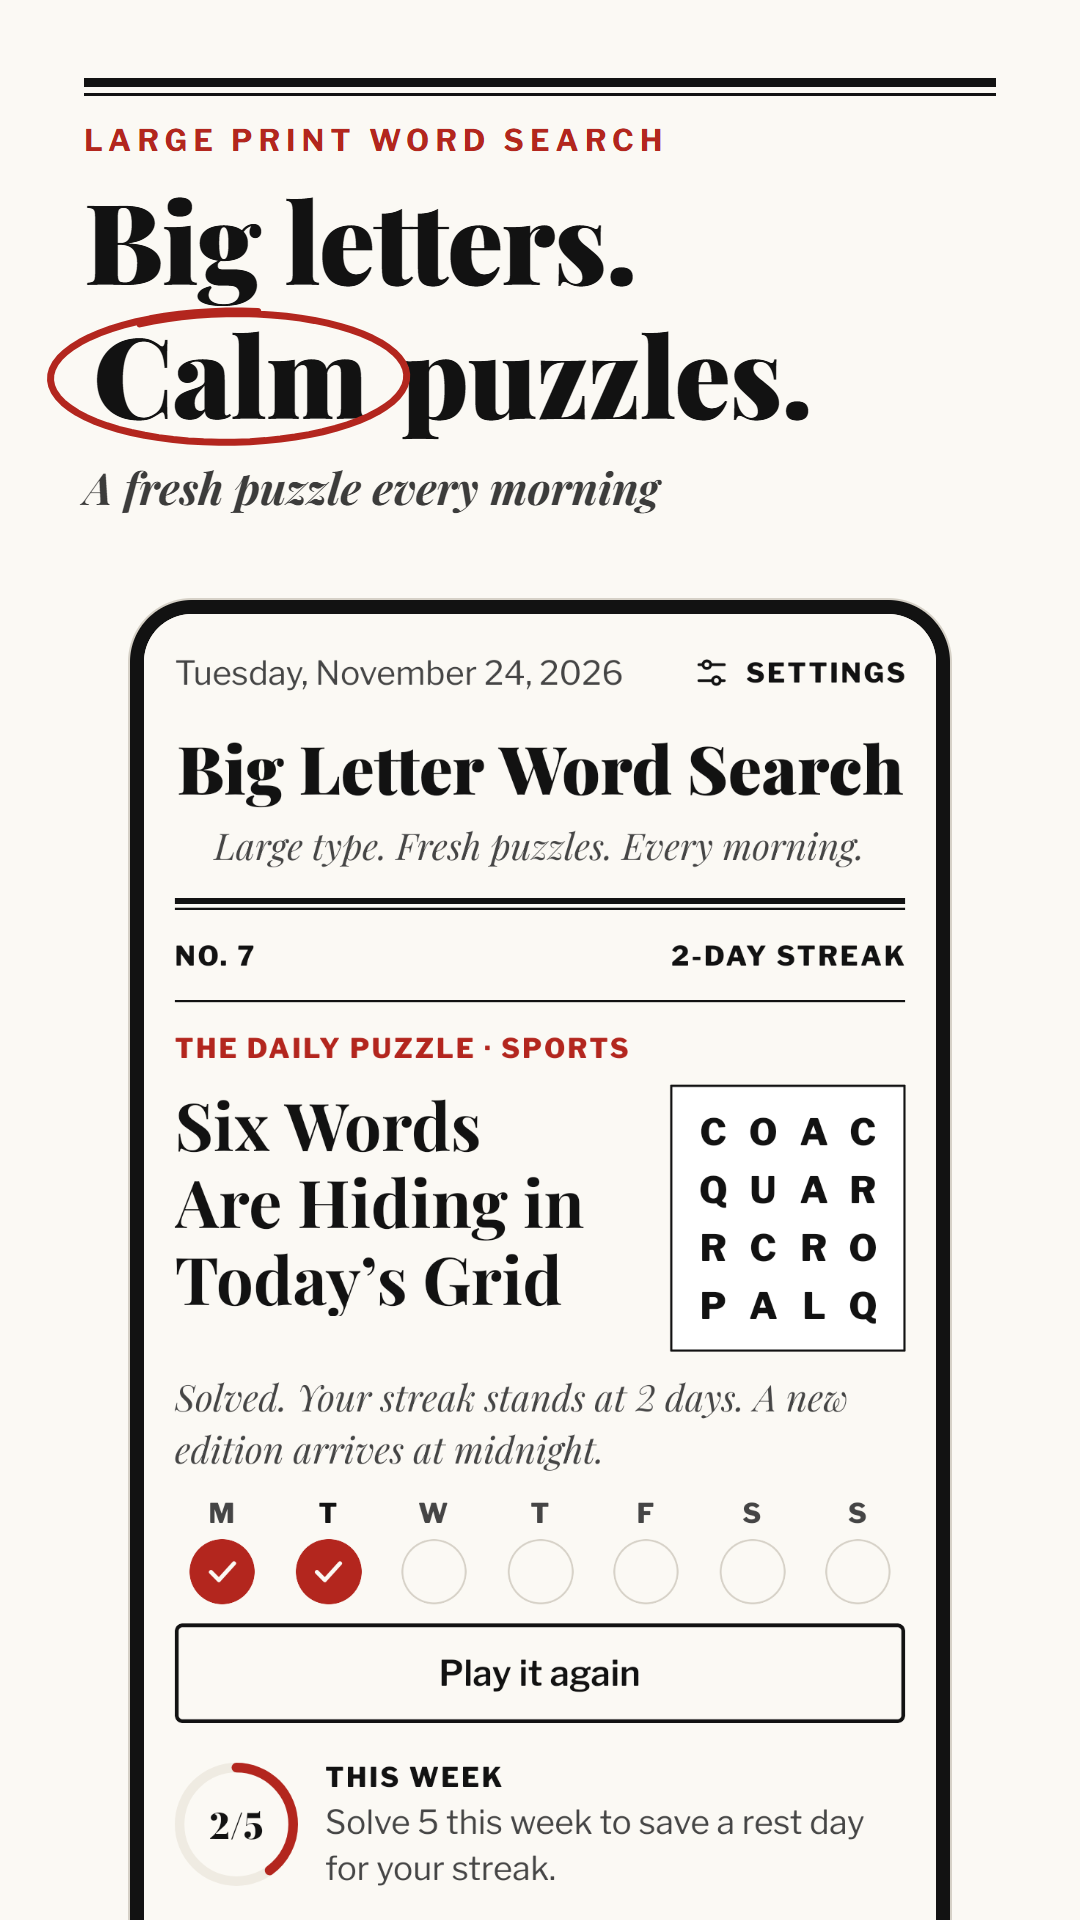 LARGE PRINT WORD SEARCH
Big letters.
Calm puzzles.
A fresh puzzle every morning
Tuesday, November 24, 2026 SETTINGS
Big Letter Word Search
Large type. Fresh puzzles. Every morning.
NO. 7 2-DAY STREAK
THE DAILY PUZZLE · SPORTS
Six Words
Are Hiding in
Today’s Grid
C O A C
Q U A R
R C R O
P A L Q
Solved. Your streak stands at 2 days. A new
edition arrives at midnight.
M T W T F S S
Play it again
2/5
THIS WEEK
Solve 5 this week to save a rest day
for your streak.